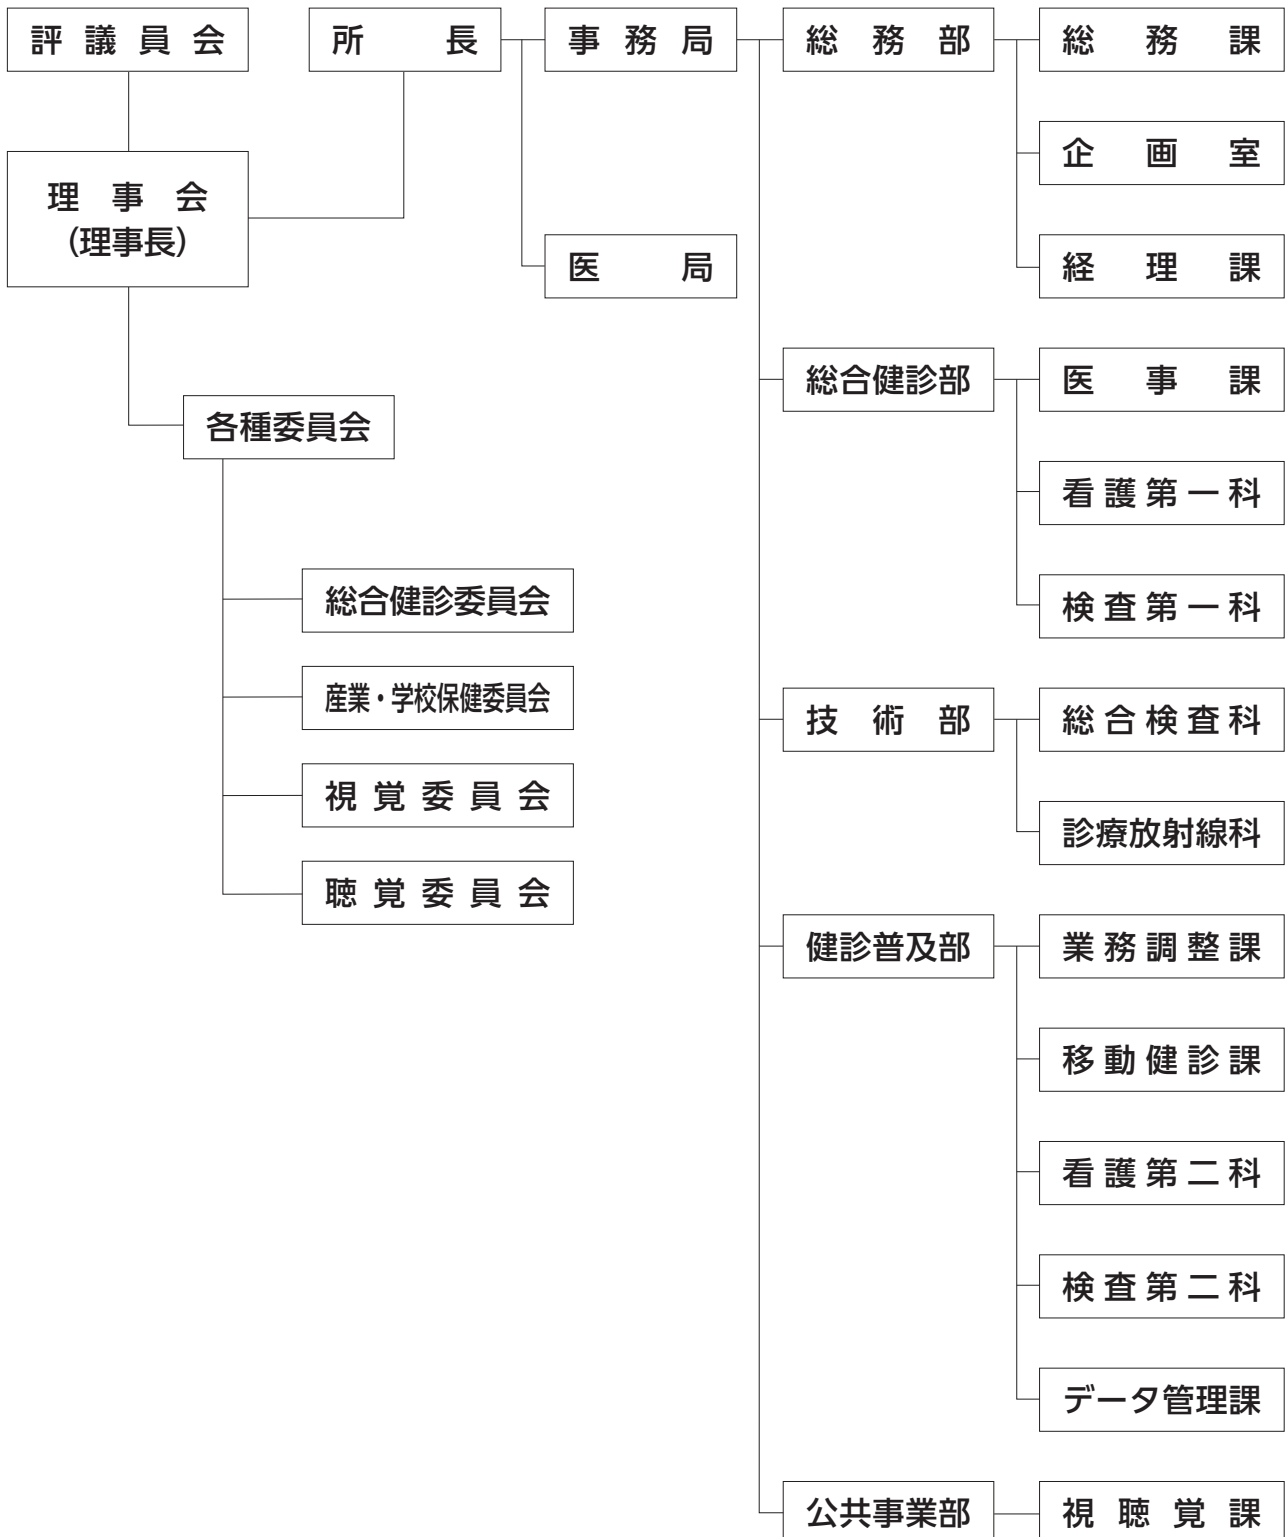 評議員会
所長
事務局
総務部
総務課
企画室
理事会
(理事長)
医局
経理課
総合健診部
医事課
各種委員会
看護第一科
総合健診委員会
検査第一科
産業・学校保健委員会
技術部
総合検査科
視覚委員会
診療放射線科
聴覚委員会
健診普及部
業務調整課
移動健診課
看護第二科
検査第二科
データ管理課
公共事業部
視聴覚課